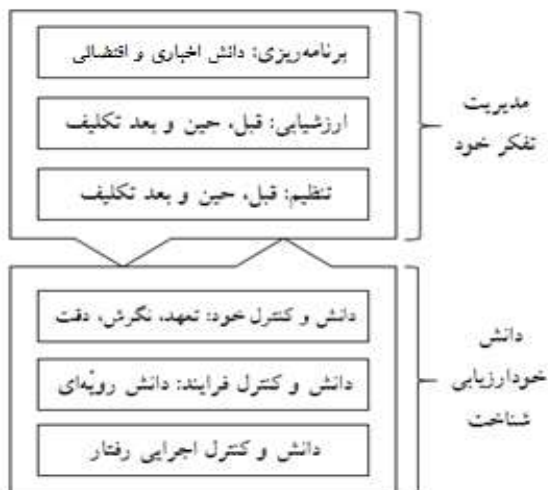 برنامه‌ریزی: دانش اخباری و اقتضائی
ارزشیابی: قبل، حین و بعد تکلیف
تنظیم: قبل، حین و بعد تکلیف
مدیریت
تفکر خود
دانش و کنترل خود: تعهد، نگرش، دقت
دانش و کنترل فرایند: دانش رویّه‌ای
دانش و کنترل اجرایی رفتار
دانش
خودارزیابی
شناخت